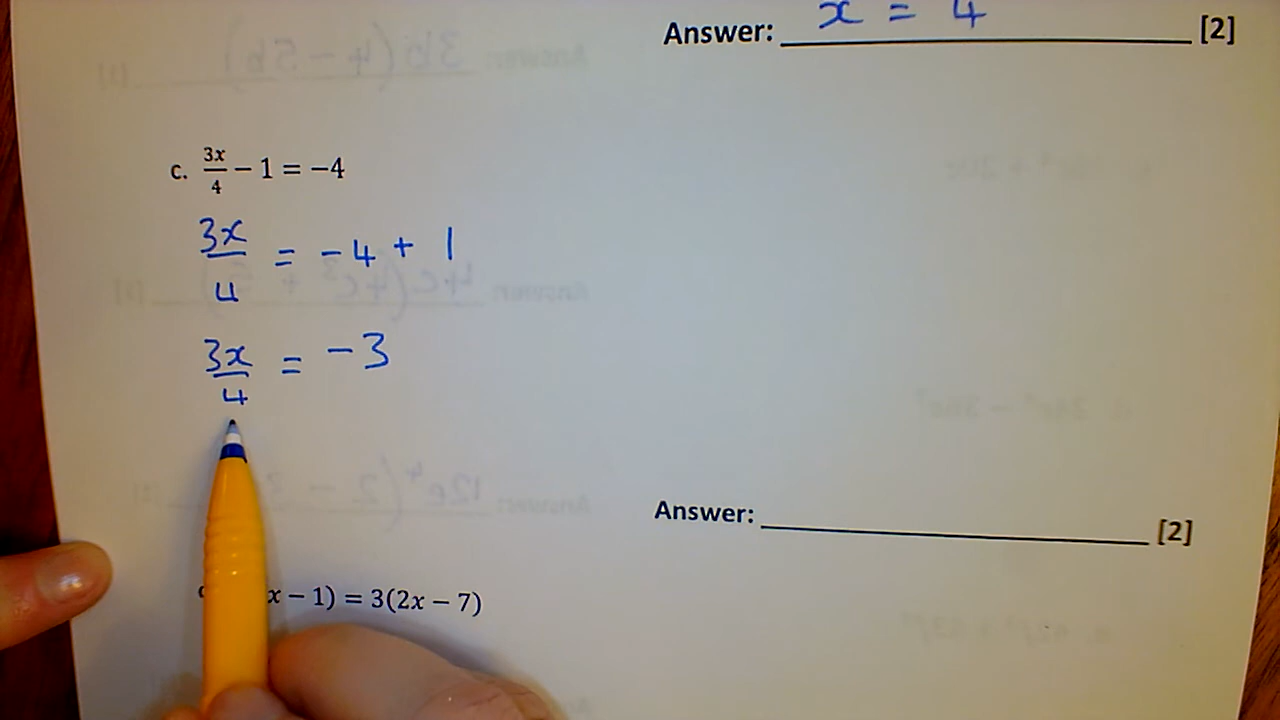 Answer: x = 4 [2]
c. 3x/4 − 1 = −4
3x/4 = -4 + 1
3x/4 = -3
Answer: [2]
x − 1) = 3(2x − 7)